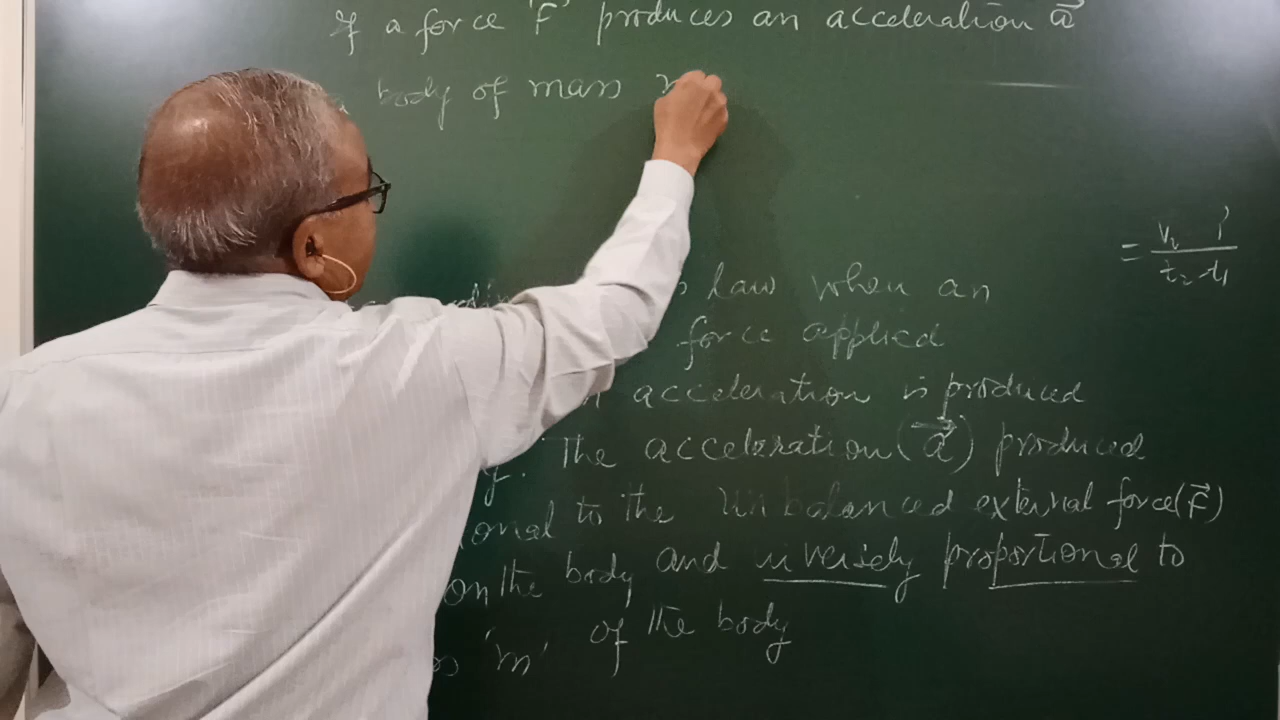 If a force 'F' produces an acceleration a⃗
body of mass
= v₂ / t₂ - t₁
law when an
force applied
acceleration is produced
The acceleration (a⃗) produced
to the Unbalanced external force (F⃗)
on the body and inversely proportional to
'm' of the body